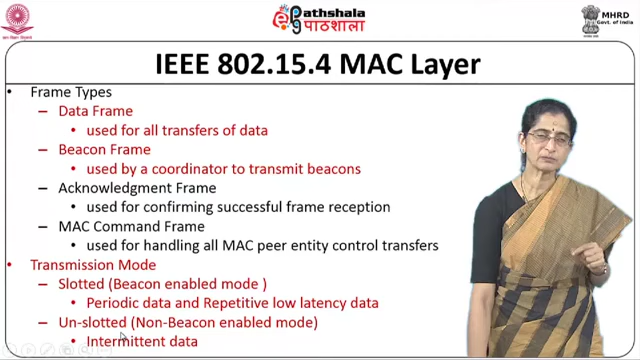 Pathshala
पाठशाला
MHRD
Govt. of India
IEEE 802.15.4 MAC Layer
• Frame Types
– Data Frame
• used for all transfers of data
– Beacon Frame
• used by a coordinator to transmit beacons
– Acknowledgment Frame
• used for confirming successful frame reception
– MAC Command Frame
• used for handling all MAC peer entity control transfers
• Transmission Mode
– Slotted (Beacon enabled mode )
• Periodic data and Repetitive low latency data
– Un-slotted (Non-Beacon enabled mode)
• Intermittent data